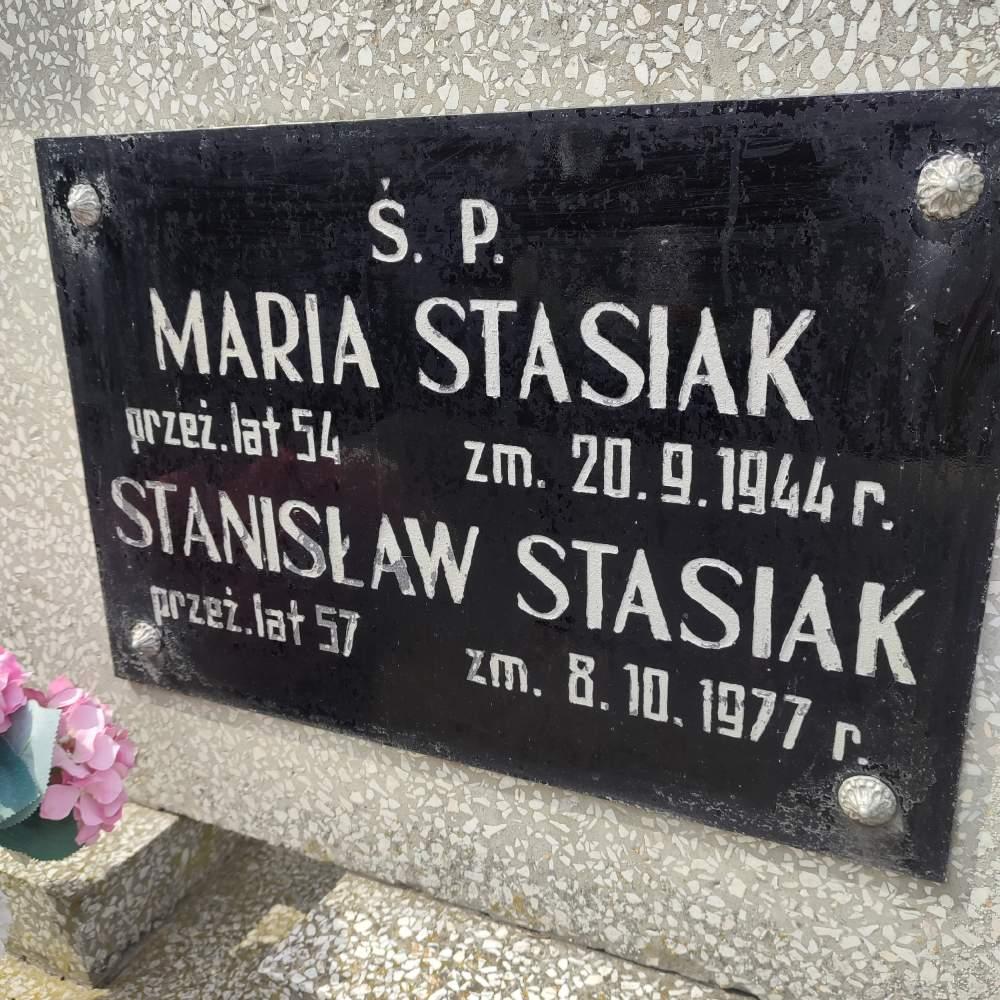 Ś. P.
MARIA STASIAK
przeż. lat 54 zm. 20. 9. 1944 r.
STANISŁAW STASIAK
przeż. lat 57 zm. 8. 10. 1977 r.